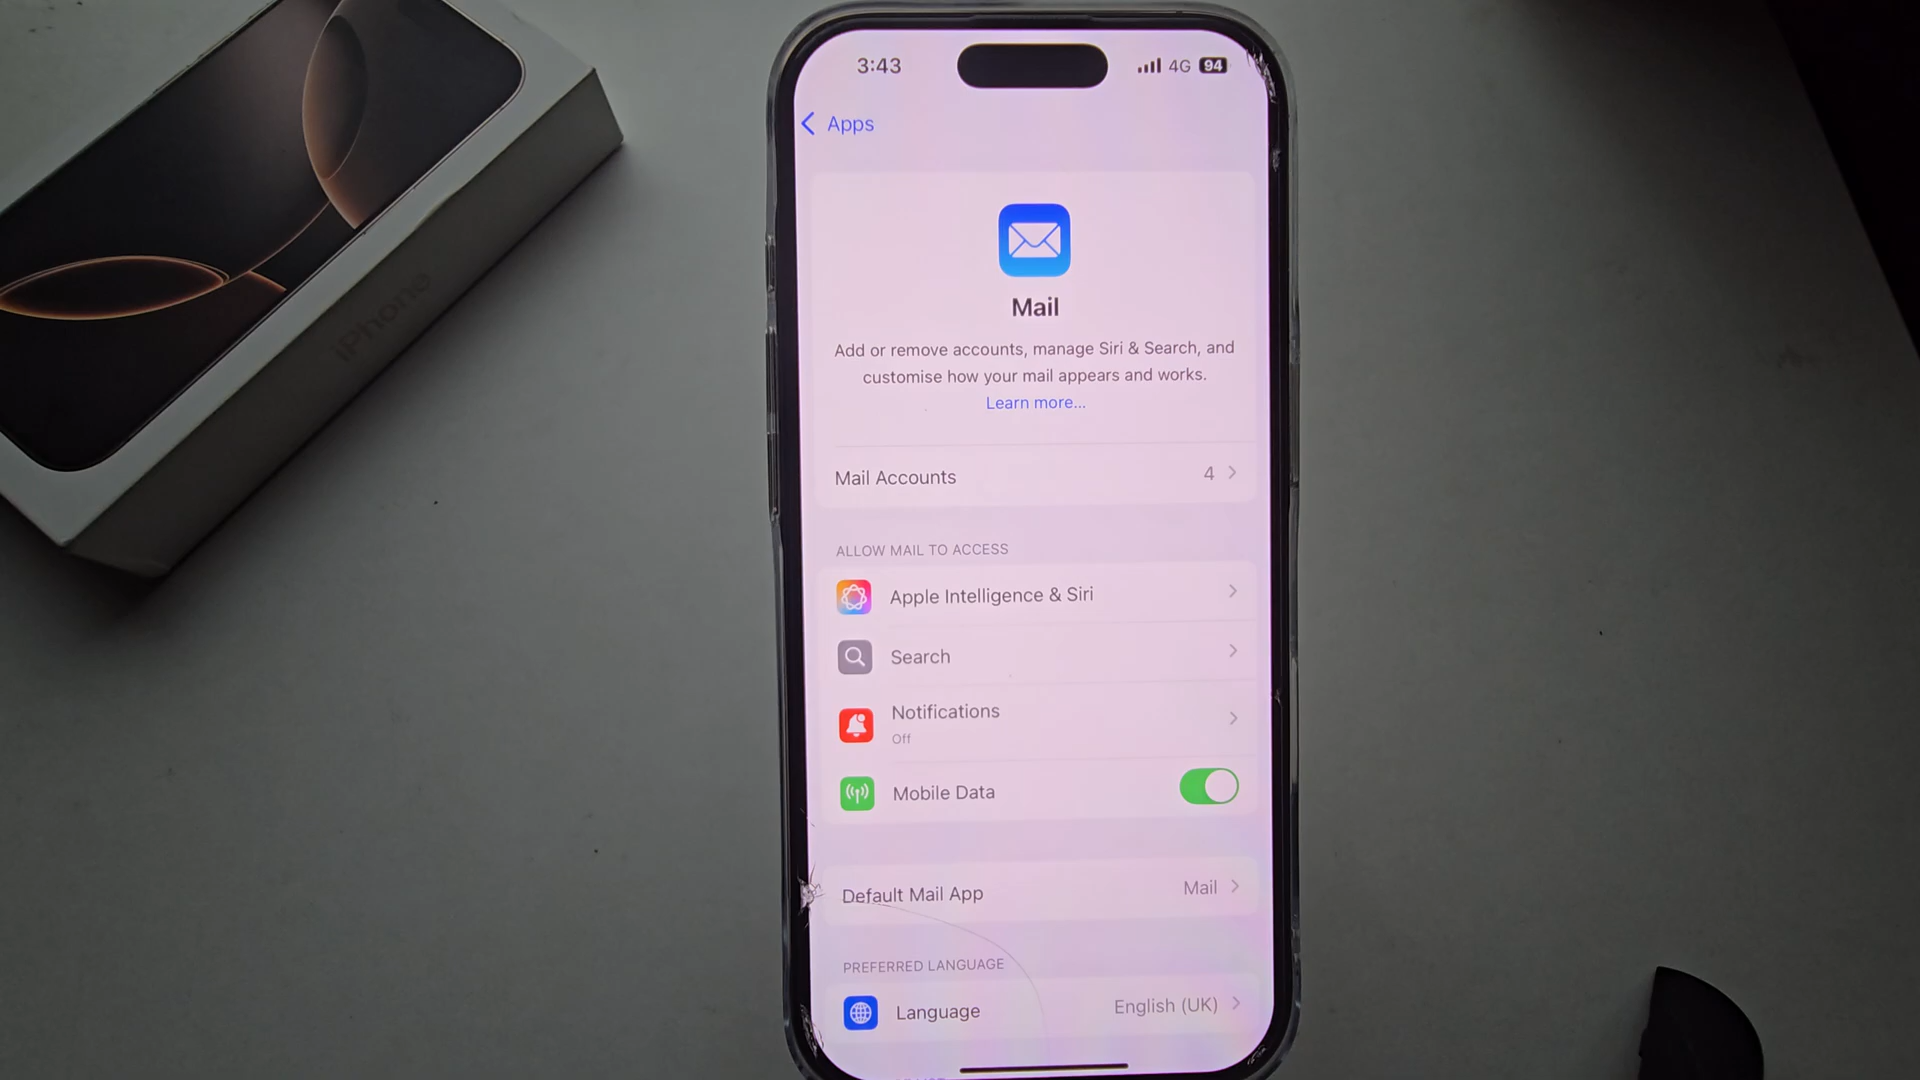 iPhone
3:43
4G 94
Apps
Mail
Add or remove accounts, manage Siri & Search, and
customise how your mail appears and works.
Learn more...
Mail Accounts 4
ALLOW MAIL TO ACCESS
Apple Intelligence & Siri
Search
Notifications
Off
Mobile Data
Default Mail App Mail
PREFERRED LANGUAGE
Language English (UK)